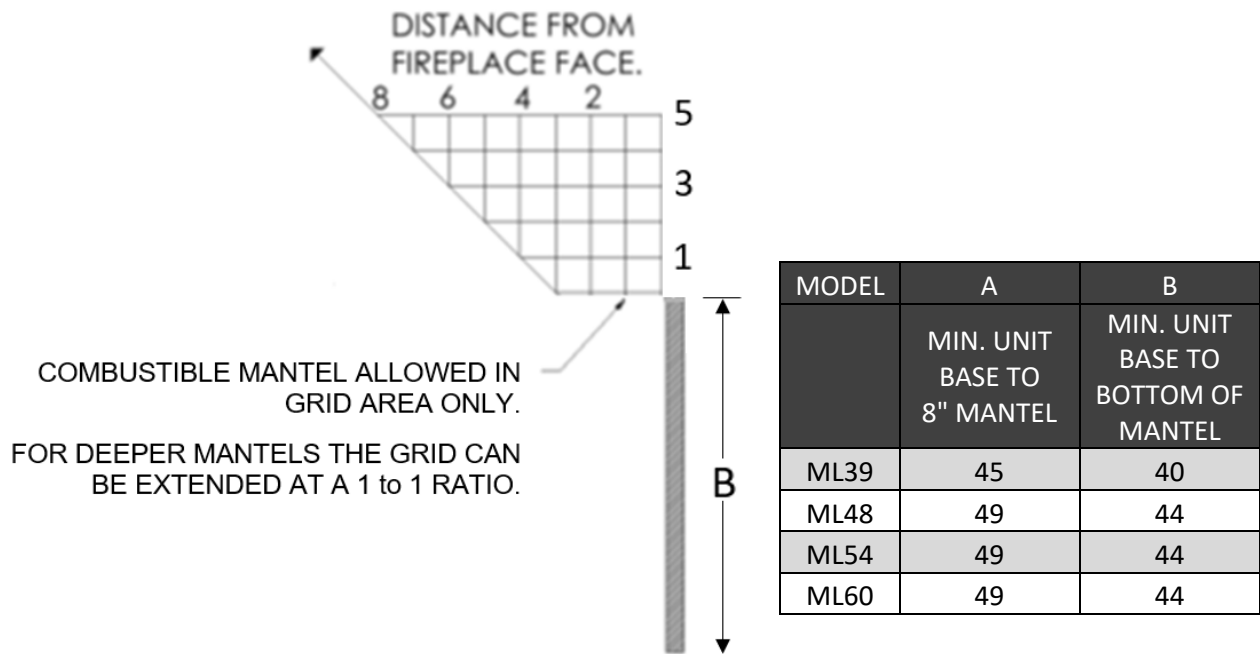 DISTANCE FROM
FIREPLACE FACE.
8 6 4 2
5
3
1
COMBUSTIBLE MANTEL ALLOWED IN
GRID AREA ONLY.
FOR DEEPER MANTELS THE GRID CAN
BE EXTENDED AT A 1 to 1 RATIO.
B
MODEL A B
MIN. UNIT
BASE TO
8" MANTEL
MIN. UNIT
BASE TO
BOTTOM OF
MANTEL
ML39 45 40
ML48 49 44
ML54 49 44
ML60 49 44